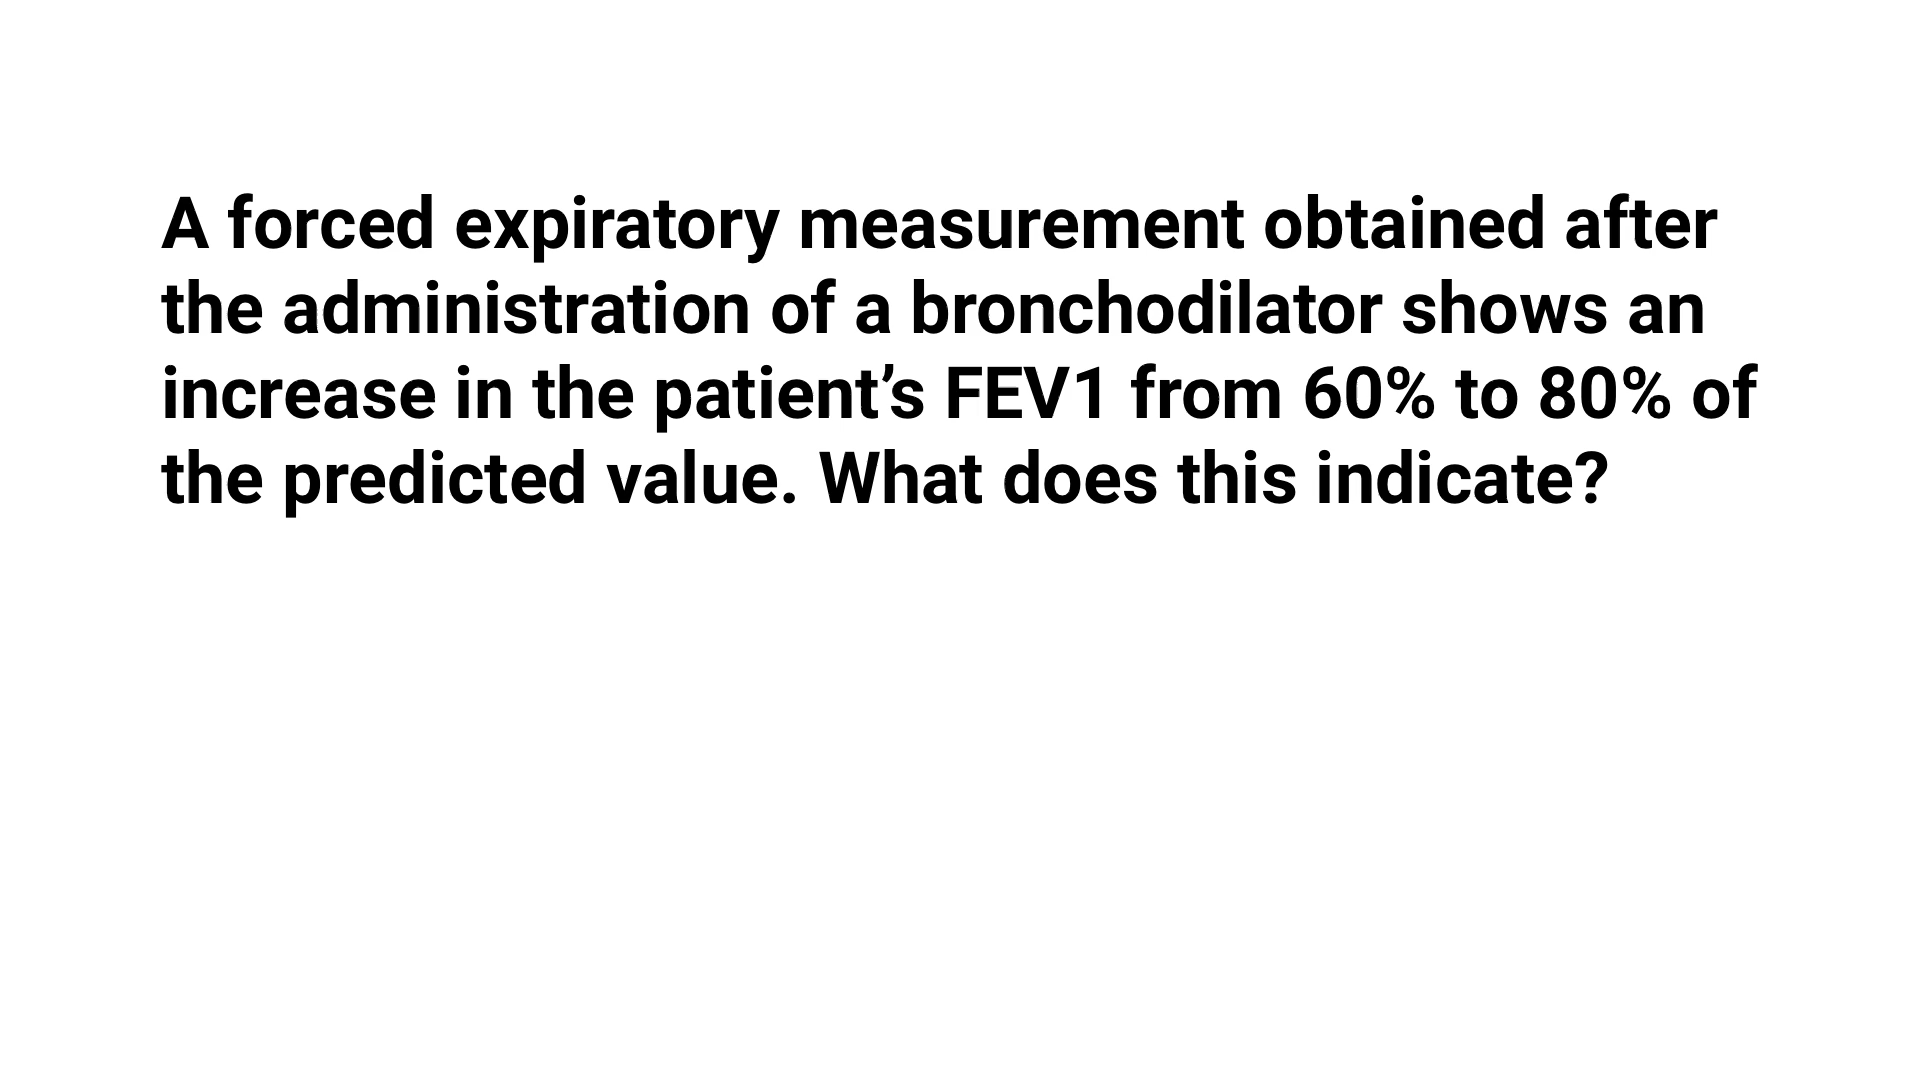 A forced expiratory measurement obtained after
the administration of a bronchodilator shows an
increase in the patient’s FEV1 from 60% to 80% of
the predicted value. What does this indicate?